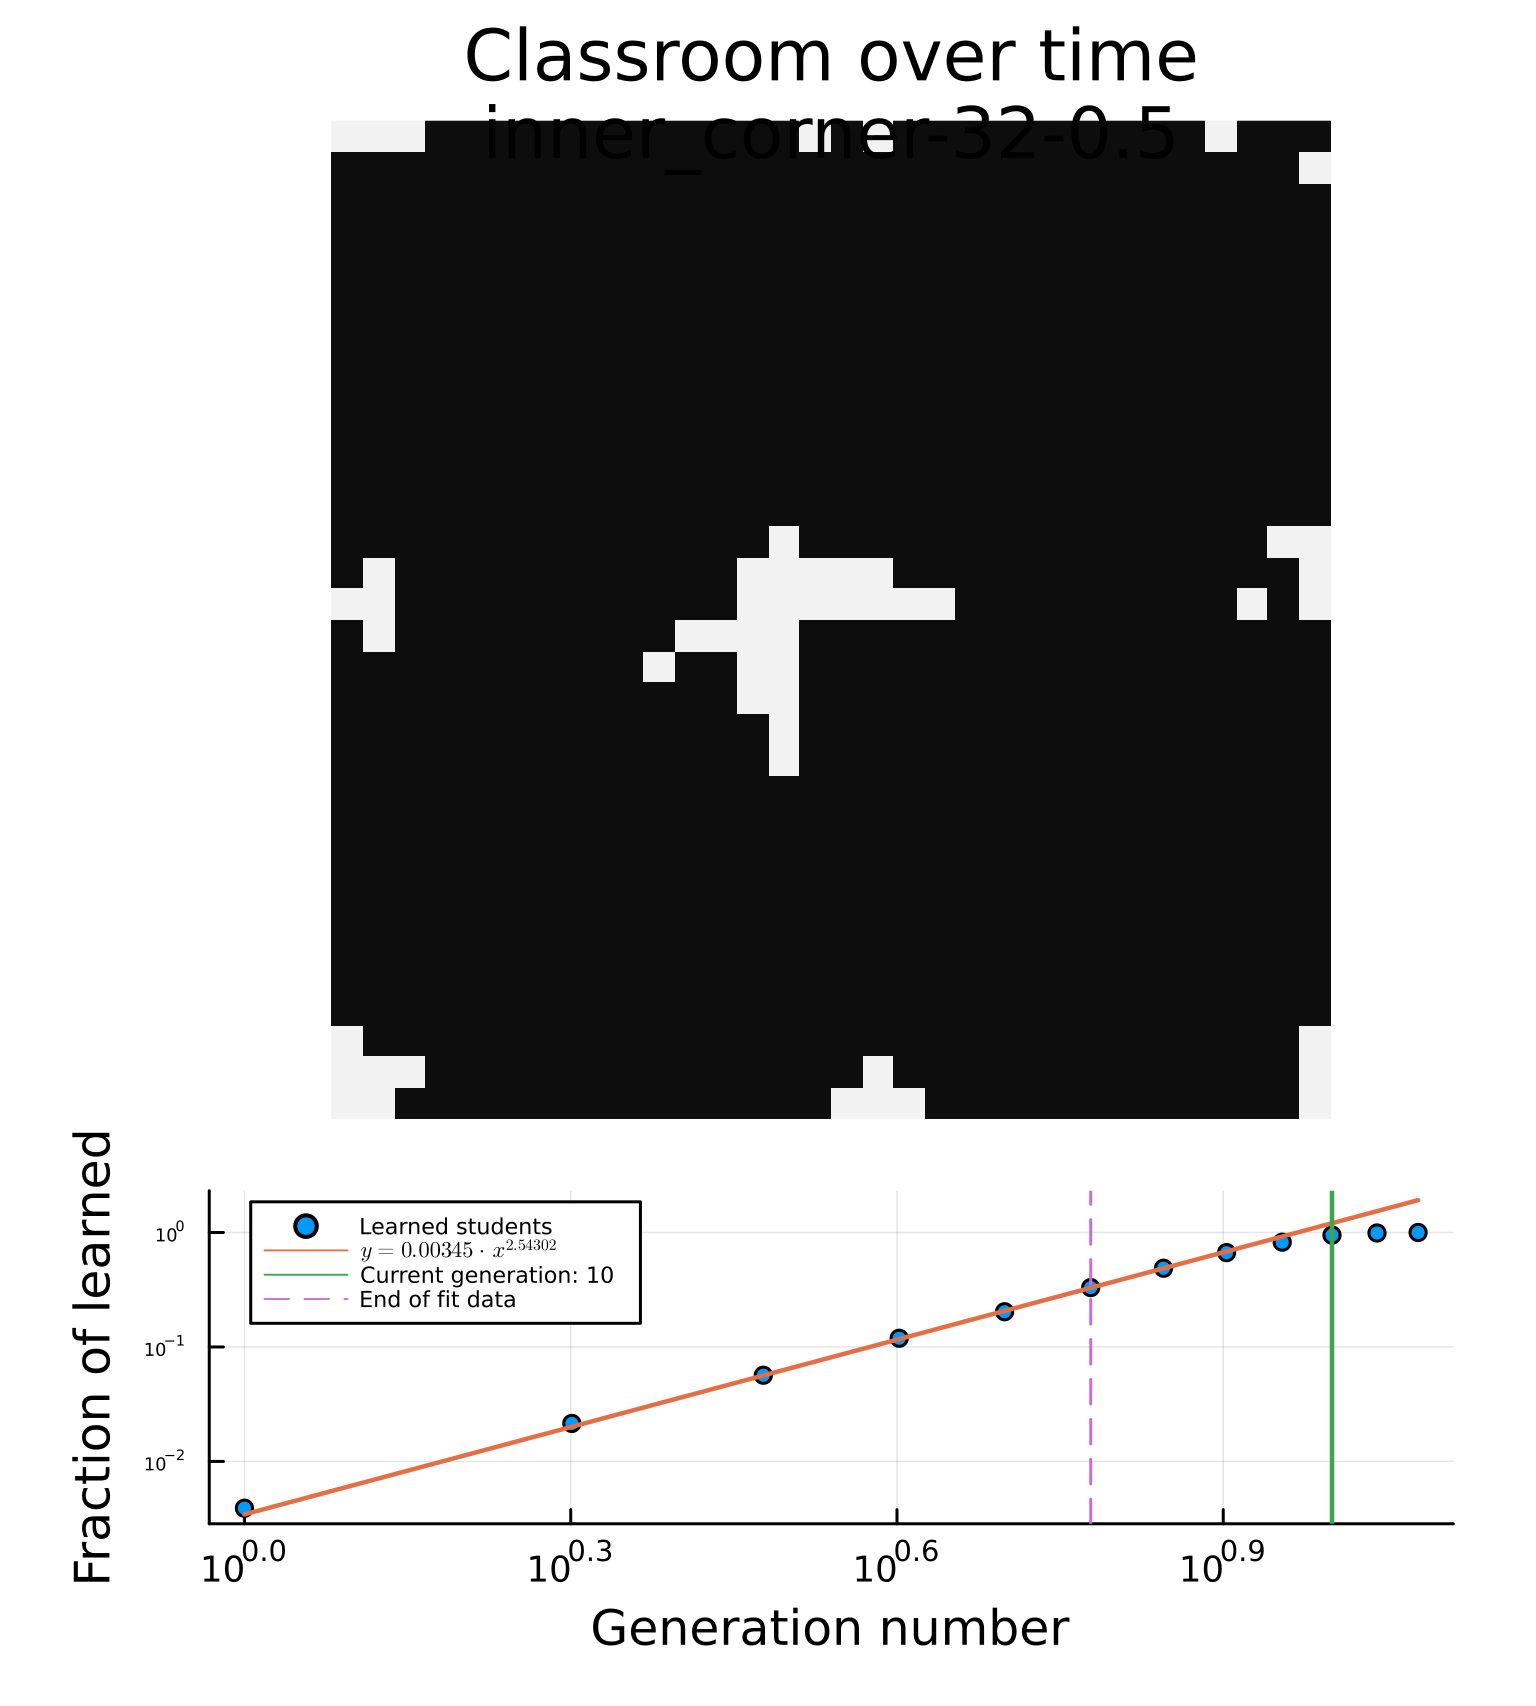 Classroom over time
inner_corner-32-0.5
Fraction of learned
10^0
10^-1
10^-2
Learned students
y = 0.00345 · x^2.54302
Current generation: 10
End of fit data
10^0.0 10^0.3 10^0.6 10^0.9
Generation number